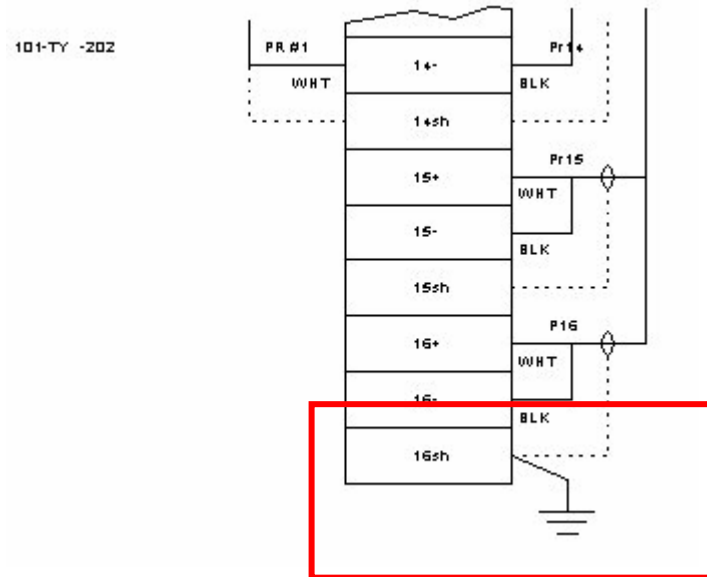 101-TY -202
PR #1
Pr14
14-
WHT
BLK
14sh
Pr15
15+
WHT
15-
BLK
15sh
P16
16+
WHT
16-
BLK
16sh